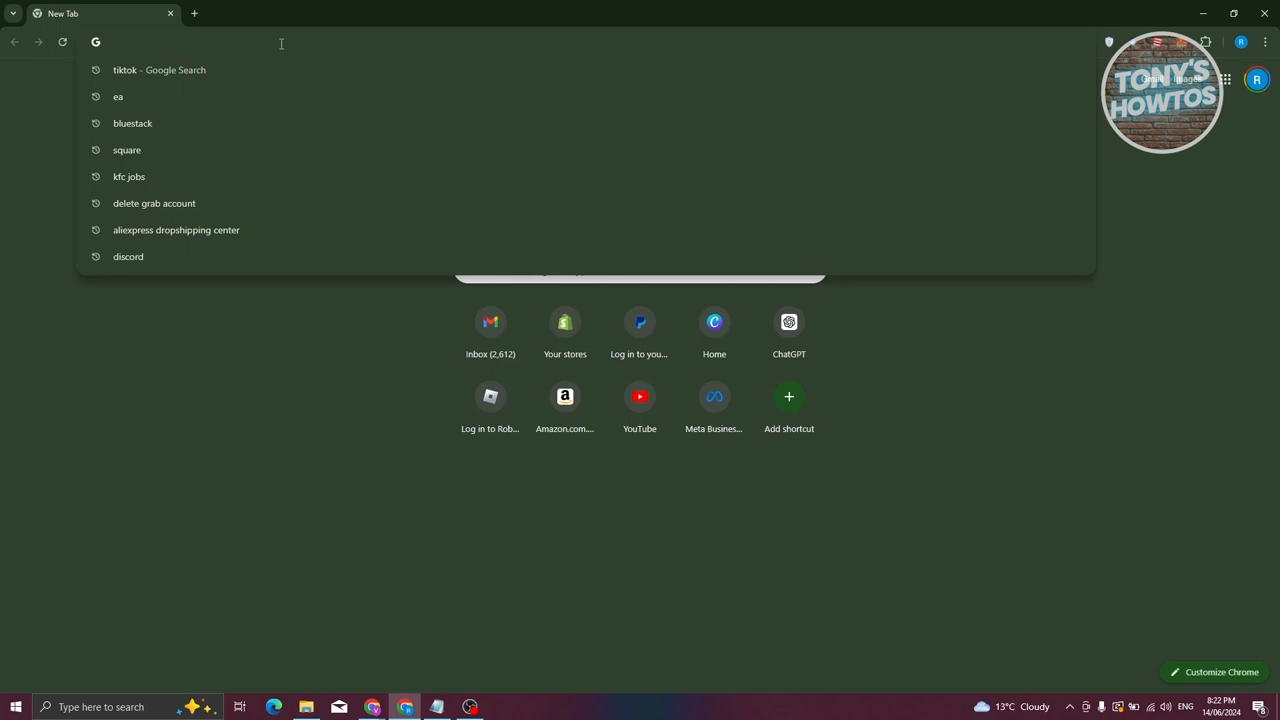 New Tab
tiktok - Google Search
ea
bluestack
square
kfc jobs
delete grab account
aliexpress dropshipping center
discord
Gmail Images
R
R
TONY'S
HOWTOS
Inbox (2,612)
Your stores
Log in to you...
Home
ChatGPT
Log in to Rob...
Amazon.com....
YouTube
Meta Busines...
Add shortcut
Customize Chrome
Type here to search
13°C Cloudy
ENG
8:22 PM
14/06/2024